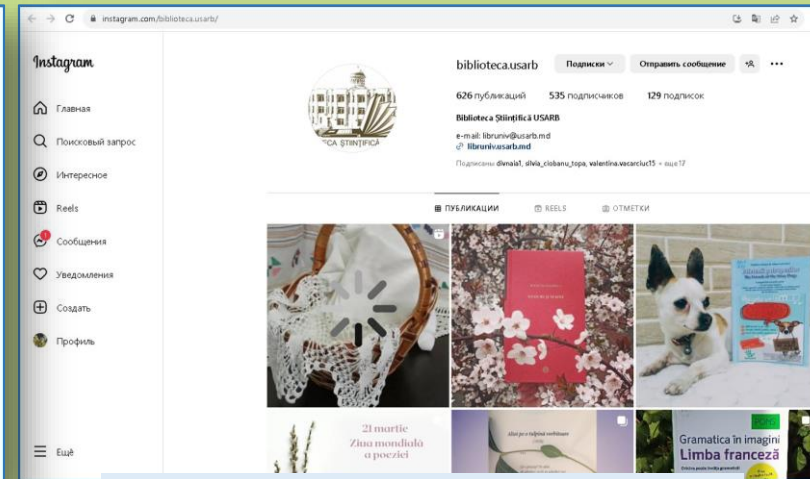 instagram.com/biblioteca.usarb/
Instagram
Главная
Поисковый запрос
Интересное
Reels
1
Сообщения
Уведомления
Создать
Профиль
Ещё
biblioteca.usarb
Подписки
Отправить сообщение
626 публикаций 535 подписчиков 129 подписок
Biblioteca Științifică USARB
e-mail: libruniv@usarb.md
libruniv.usarb.md
Подписаны divnaia1, silvia_ciobanu_topa, valentina.vacarciuc15 + еще 17
ПУБЛИКАЦИИ
REELS
ОТМЕТКИ
21 martie
Ziua mondială
a poeziei
PONS
Gramatica în imagini
Limba franceză